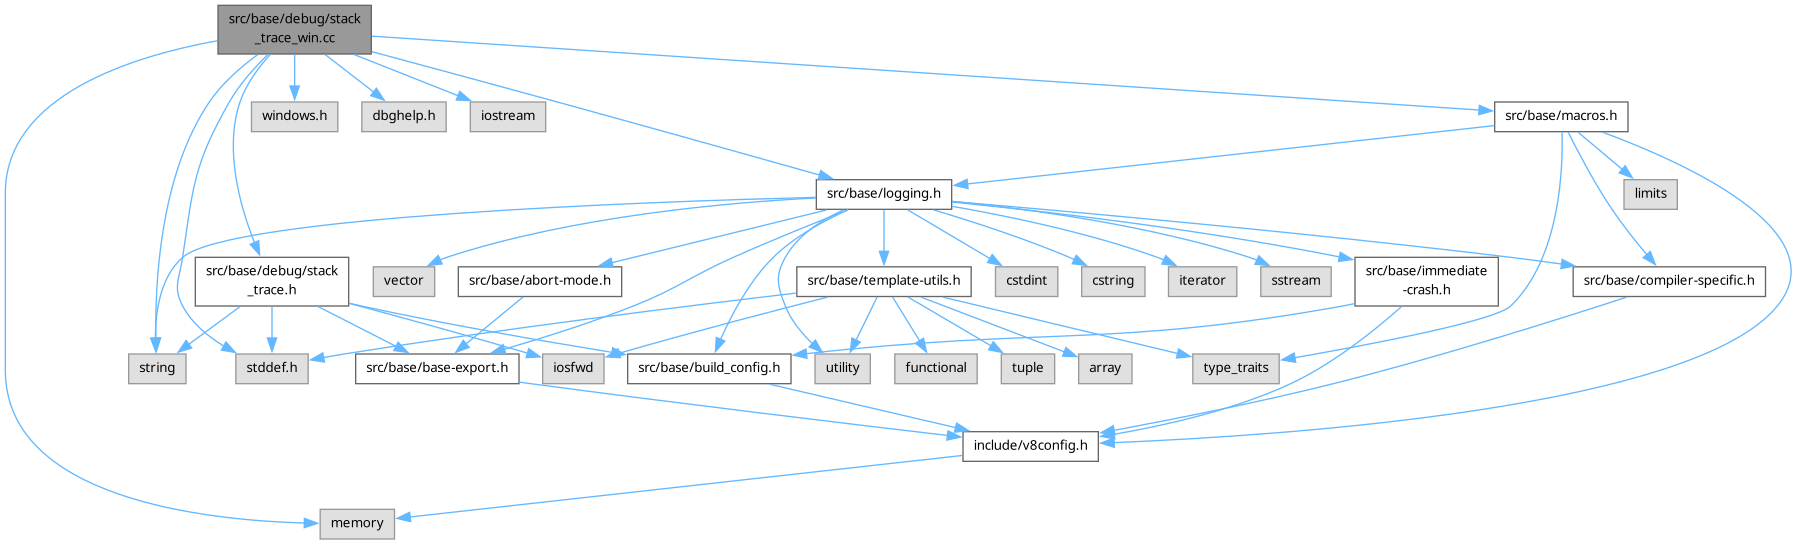 src/base/debug/stack
_trace_win.cc
windows.h
dbghelp.h
iostream
src/base/macros.h
src/base/logging.h
limits
src/base/debug/stack
_trace.h
vector
src/base/abort-mode.h
src/base/template-utils.h
cstdint
cstring
iterator
sstream
src/base/immediate
-crash.h
src/base/compiler-specific.h
string
stddef.h
src/base/base-export.h
iosfwd
src/base/build_config.h
utility
functional
tuple
array
type_traits
include/v8config.h
memory